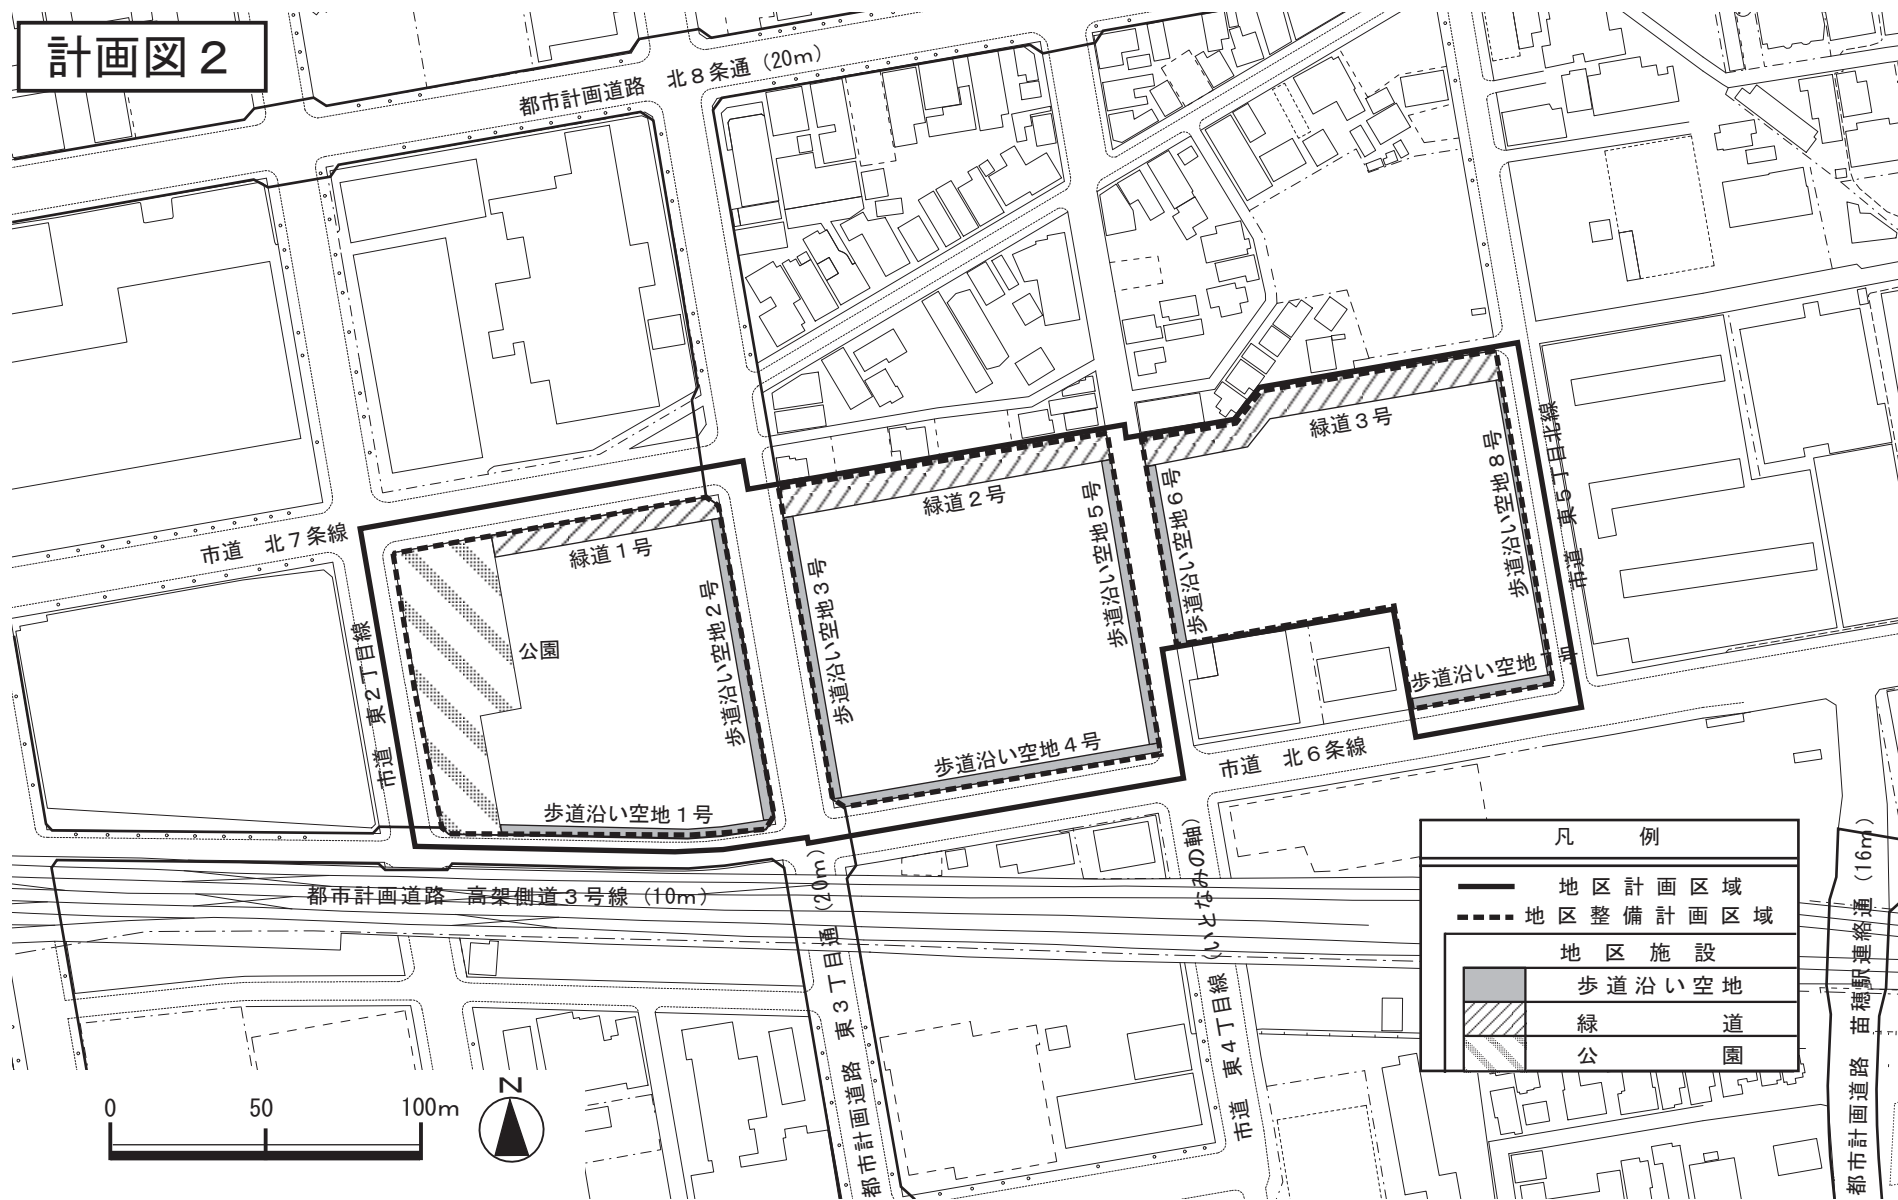 計画図２
都市計画道路　北８条通（20m）
緑道３号
緑道２号
緑道１号
市道　北７条線
市道　東２丁目線
公園
歩道沿い空地１号
歩道沿い空地２号
歩道沿い空地３号
歩道沿い空地４号
歩道沿い空地５号
歩道沿い空地６号
歩道沿い空地
号
歩道沿い空地８号
市道　東５丁目北線
市道　北６条線
都市計画道路　高架側道３号線（10m）
都市計画道路　東３丁目通（20m）
市道　東４丁目線（いとなみの軸）
都市計画道路　苗穂駅連絡通（16m）
凡　例
地区計画区域
地区整備計画区域
地区施設
歩道沿い空地
緑道
公園
0　50　100m
N